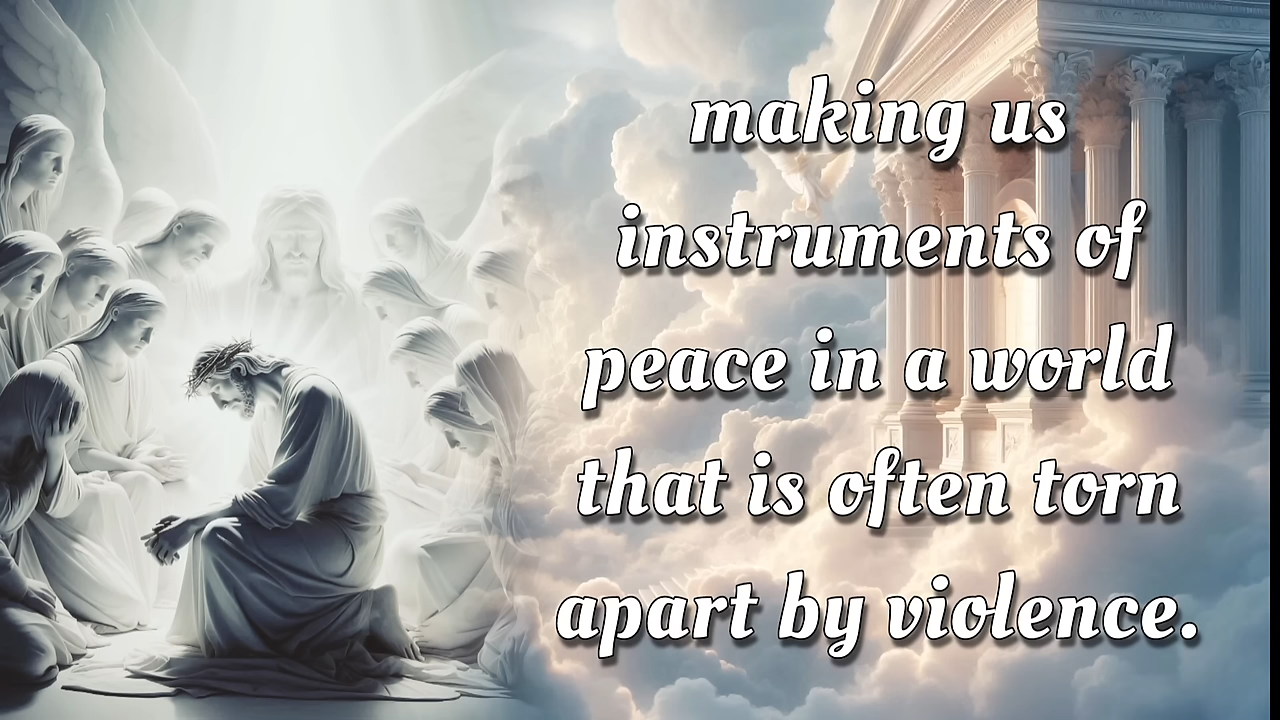 making us
instruments of
peace in a world
that is often torn
apart by violence.